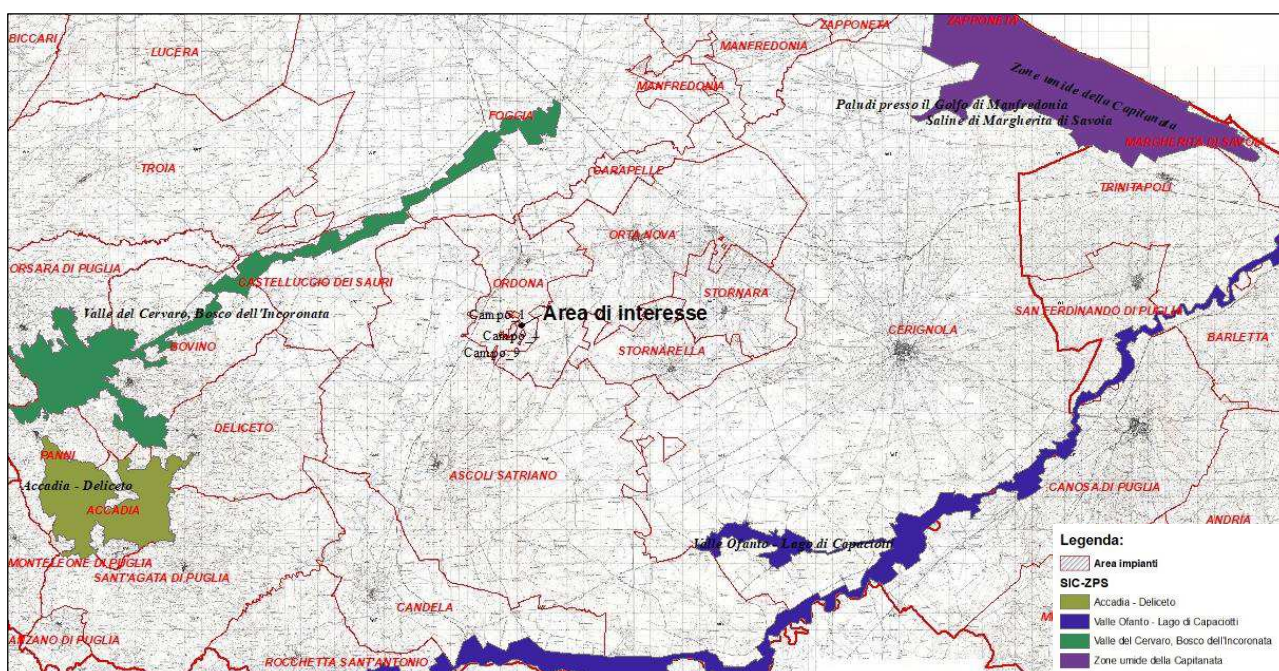 ZAPPONETA
ZAPPONETA
BICCARI
LUCERA
MANFREDONIA
MANFREDONIA
Zone umide della Capitanata
Paludi presso il Golfo di Manfredonia
Saline di Margherita di Savoia
FOGGIA
MARGHERITA DI SAVOIA
TROIA
CARAPELLE
TRINITAPOLI
ORTA NOVA
ORSARA DI PUGLIA
CASTELLUCCIO DEI SAURI
ORDONA
STORNARA
Valle del Cervaro, Bosco dell'Incoronata
Campo_1
Area di interesse
SAN FERDINANDO DI PUGLIA
CERIGNOLA
Campo_
BARLETTA
BOVINO
Campo_9
STORNARELLA
DELICETO
PANNI
ASCOLI SATRIANO
Accadia - Deliceto
CANOSA DI PUGLIA
ACCADIA
ANDRIA
Valle Ofanto - Lago di Capaciotti
MONTELEONE DI PUGLIA
SANT'AGATA DI PUGLIA
CANDELA
ANZANO DI PUGLIA
ROCCHETTA SANT'ANTONIO
Legenda:
Area impianti
SIC-ZPS
Accadia - Deliceto
Valle Ofanto - Lago di Capaciotti
Valle del Cervaro, Bosco dell'Incoronata
Zone umide della Capitanata